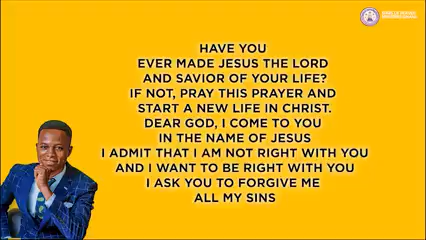 HAVE YOU
EVER MADE JESUS THE LORD
AND SAVIOR OF YOUR LIFE?
IF NOT, PRAY THIS PRAYER AND
START A NEW LIFE IN CHRIST.
DEAR GOD, I COME TO YOU
IN THE NAME OF JESUS
I ADMIT THAT I AM NOT RIGHT WITH YOU
AND I WANT TO BE RIGHT WITH YOU
I ASK YOU TO FORGIVE ME
ALL MY SINS